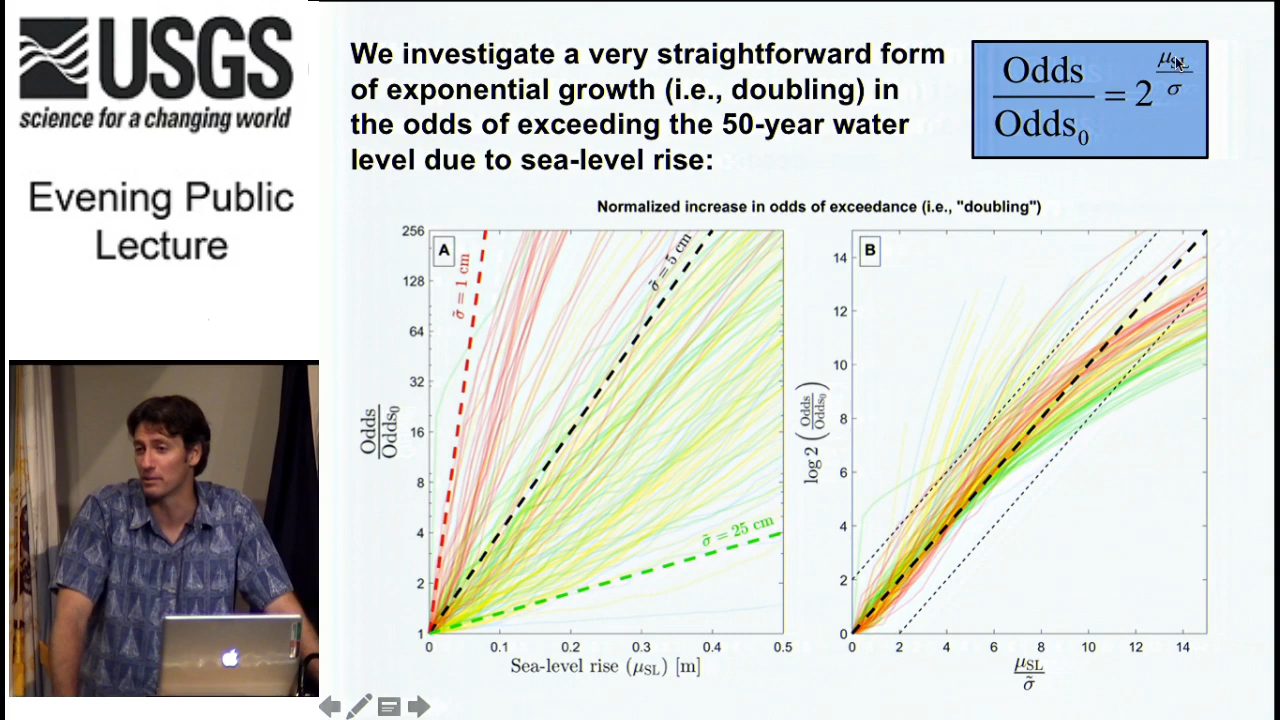 USGS
science for a changing world
Evening Public
Lecture
We investigate a very straightforward form
of exponential growth (i.e., doubling) in
the odds of exceeding the 50-year water
level due to sea-level rise:
Odds/Odds₀ = 2^(μ_SL/σ)
Normalized increase in odds of exceedance (i.e., "doubling")
A
256
128
64
32
16
8
4
2
1
Odds/Odds₀
σ̃ = 1 cm
σ̃ = 5 cm
σ̃ = 25 cm
0 0.1 0.2 0.3 0.4 0.5
Sea-level rise (μ_SL) [m]
B
14
12
10
8
6
4
2
0
log 2 (Odds/Odds₀)
0 2 4 6 8 10 12 14
μ_SL/σ̃